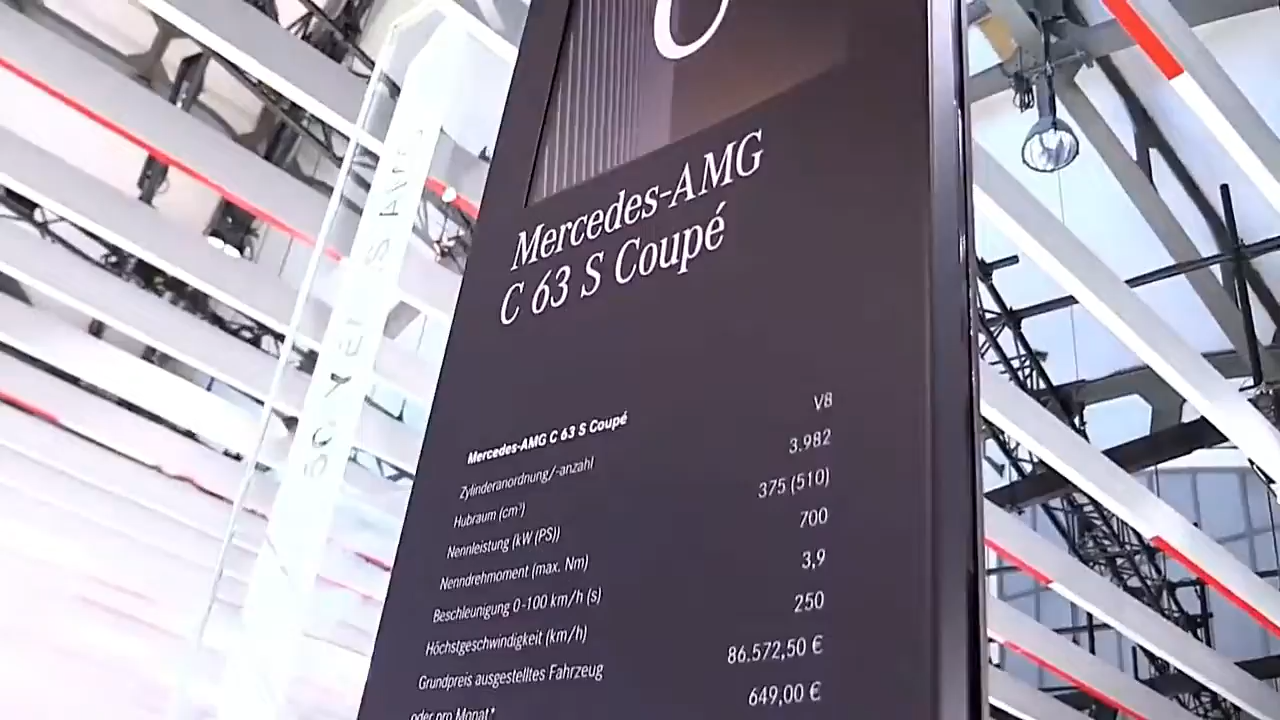 Mercedes-AMG
C 63 S Coupé
Mercedes-AMG C 63 S Coupé
Zylinderanordnung/-anzahl V8
Hubraum (cm³) 3.982
Nennleistung (kW (PS)) 375 (510)
Nenndrehmoment (max. Nm) 700
Beschleunigung 0-100 km/h (s) 3,9
Höchstgeschwindigkeit (km/h) 250
Grundpreis ausgestelltes Fahrzeug 86.572,50 €
oder pro Monat* 649,00 €